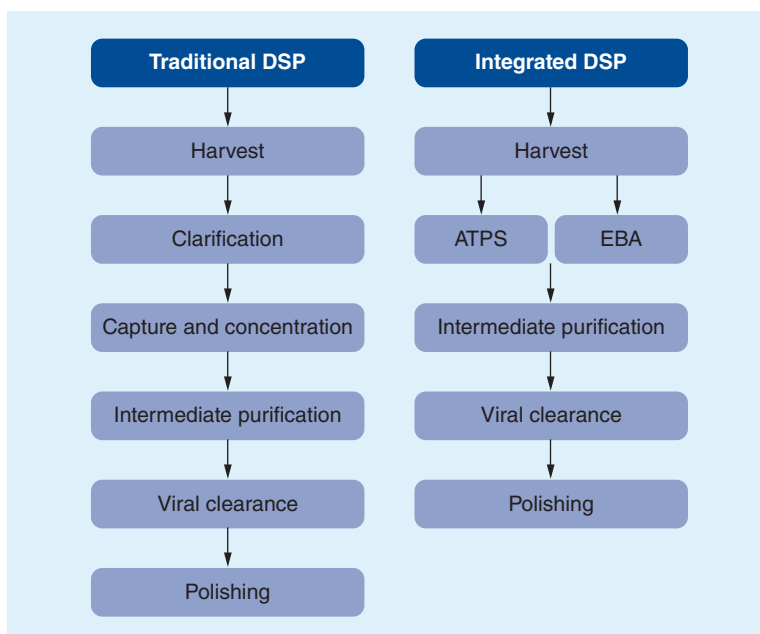 Traditional DSP
Harvest
Clarification
Capture and concentration
Intermediate purification
Viral clearance
Polishing
Integrated DSP
Harvest
ATPS
EBA
Intermediate purification
Viral clearance
Polishing